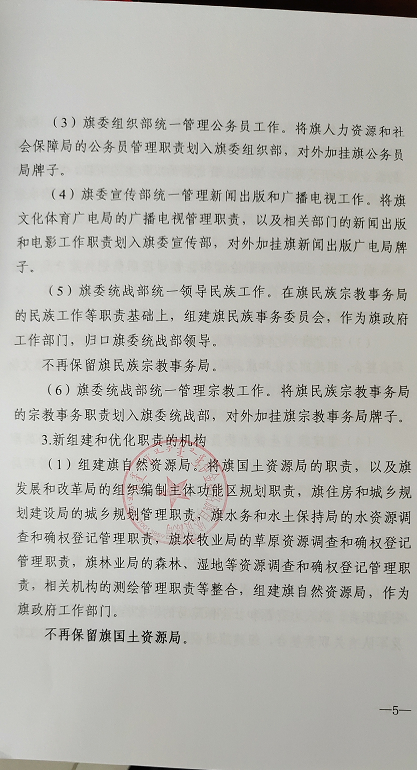 （3）旗委组织部统一管理公务员工作。将旗人力资源和社
会保障局的公务员管理职责划入旗委组织部，对外加挂旗公务员
局牌子。
（4）旗委宣传部统一管理新闻出版和广播电视工作。将旗
文化体育广电局的广播电视管理职责，以及相关部门的新闻出版
和电影工作职责划入旗委宣传部，对外加挂旗新闻出版广电局牌
子。
（5）旗委统战部统一领导民族工作。在旗民族宗教事务局
的民族工作等职责基础上，组建旗民族事务委员会，作为旗政府
工作部门，归口旗委统战部领导。
不再保留旗民族宗教事务局。
（6）旗委统战部统一管理宗教工作。将旗民族宗教事务局
的宗教事务职责划入旗委统战部，对外加挂旗宗教事务局牌子。
3.新组建和优化职责的机构
（1）组建旗自然资源局。将旗国土资源局的职责，以及旗
发展和改革局的组织编制主体功能区规划职责，旗住房和城乡规
划建设局的城乡规划管理职责，旗水务和水土保持局的水资源调
查和确权登记管理职责，旗农牧业局的草原资源调查和确权登记
管理职责，旗林业局的森林、湿地等资源调查和确权登记管理职
责，相关机构的测绘管理职责等整合，组建旗自然资源局，作为
旗政府工作部门。
不再保留旗国土资源局。
—5—